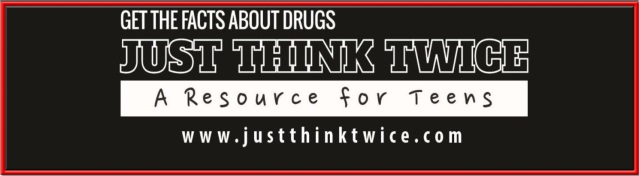 GET THE FACTS ABOUT DRUGS
JUST THINK TWICE
A Resource for Teens
www.justthinktwice.com